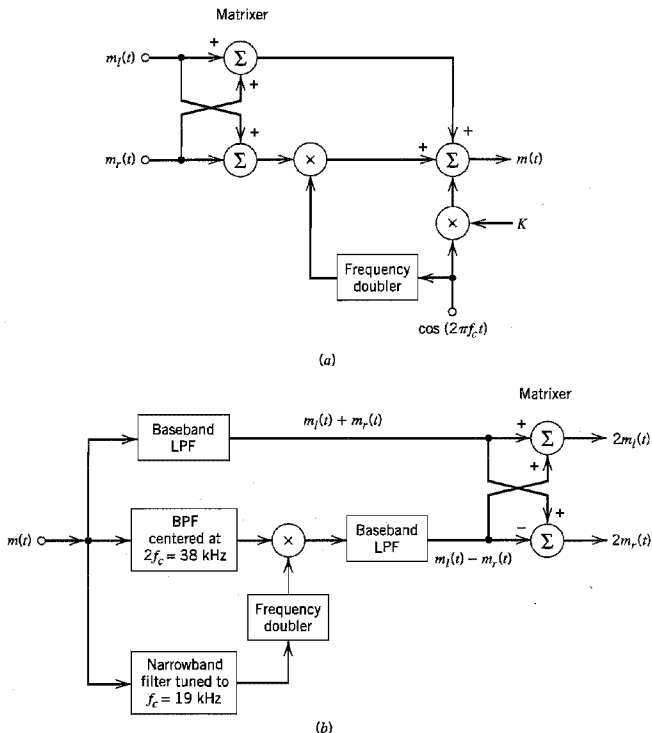 Matrixer
m_l(t)
+
Σ
+
+
m_r(t)
Σ
×
+
+
Σ
m(t)
×
K
Frequency
doubler
cos (2πf_ct)
(a)
Matrixer
m_l(t) + m_r(t)
Baseband
LPF
+
Σ
2m_l(t)
+
+
m(t)
BPF
centered at
2f_c = 38 kHz
×
Baseband
LPF
m_l(t) − m_r(t)
−
Σ
2m_r(t)
Frequency
doubler
Narrowband
filter tuned to
f_c = 19 kHz
(b)